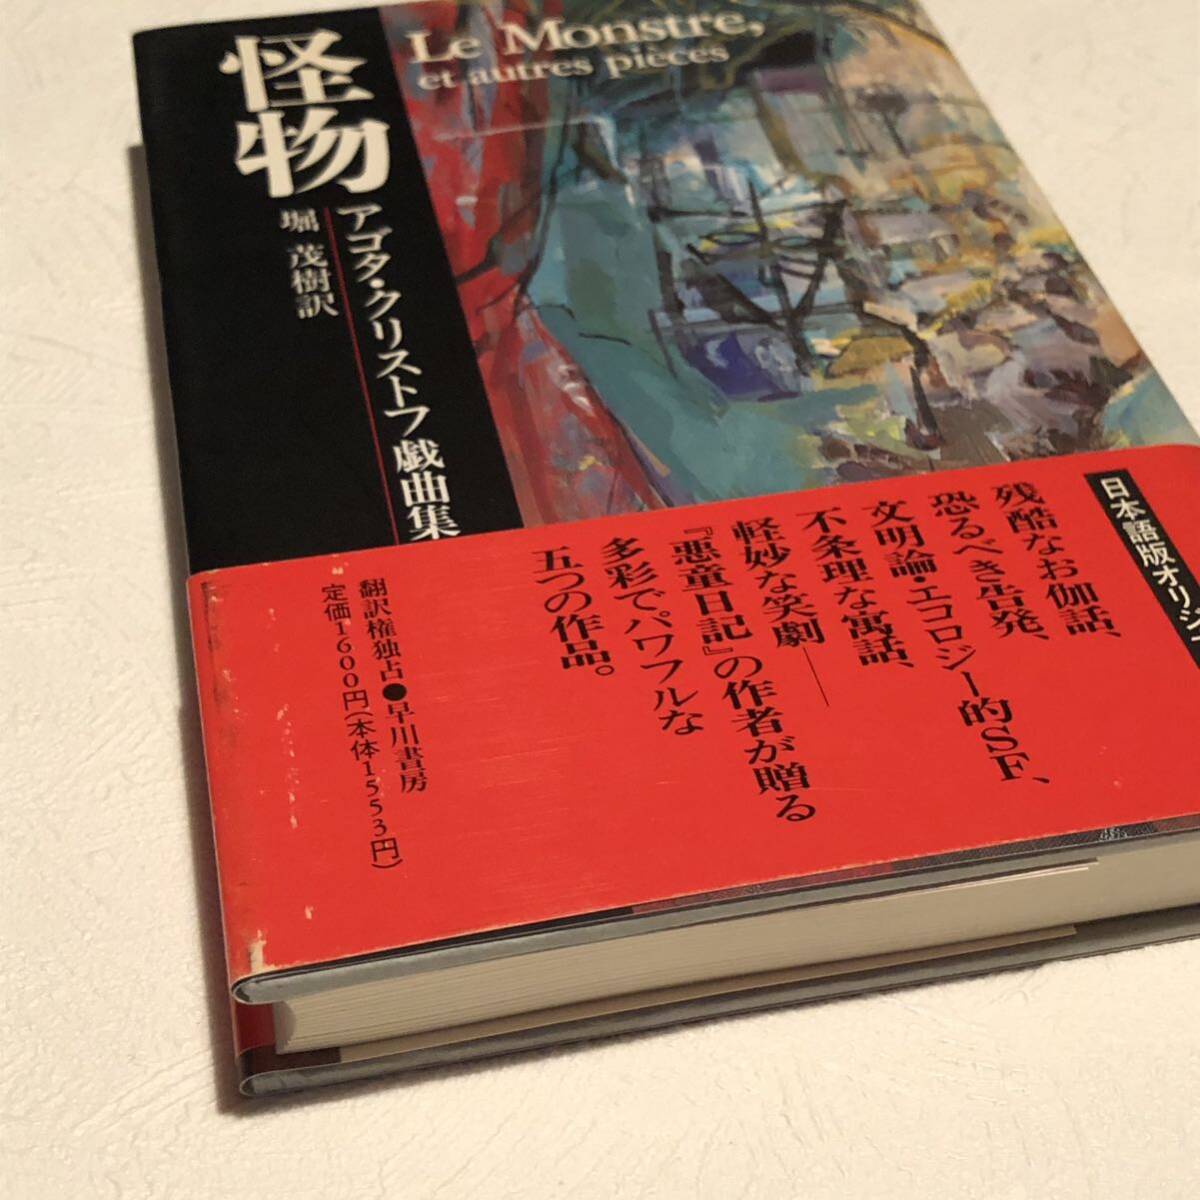 Le Monstre,
et autres pièces
怪物
アゴタ・クリストフ戯曲集
堀 茂樹訳
日本語版オリジ
残酷なお伽話、
恐るべき告発、
文明論・エコロジー的SF、
不条理な寓話、
軽妙な笑劇――
『悪童日記』の作者が贈る
多彩でパワフルな
五つの作品。
翻訳権独占●早川書房
定価1600円(本体1553円)